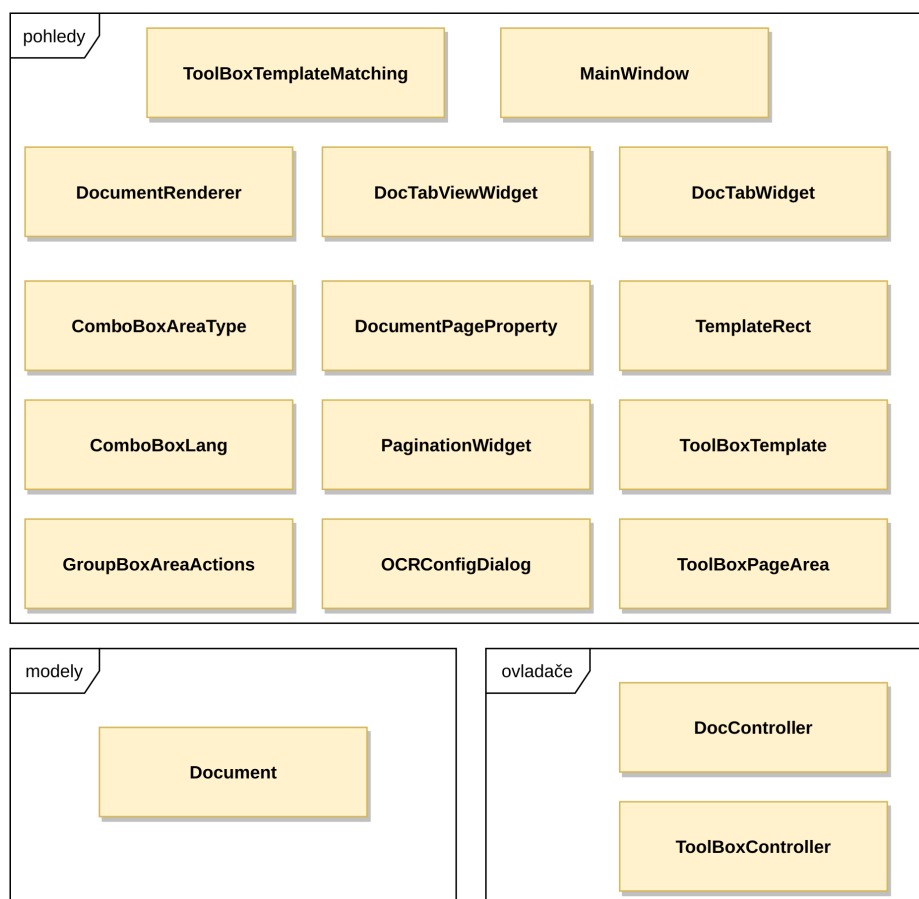 pohledy
ToolBoxTemplateMatching
MainWindow
DocumentRenderer
DocTabViewWidget
DocTabWidget
ComboBoxAreaType
DocumentPageProperty
TemplateRect
ComboBoxLang
PaginationWidget
ToolBoxTemplate
GroupBoxAreaActions
OCRConfigDialog
ToolBoxPageArea
modely
Document
ovladače
DocController
ToolBoxController